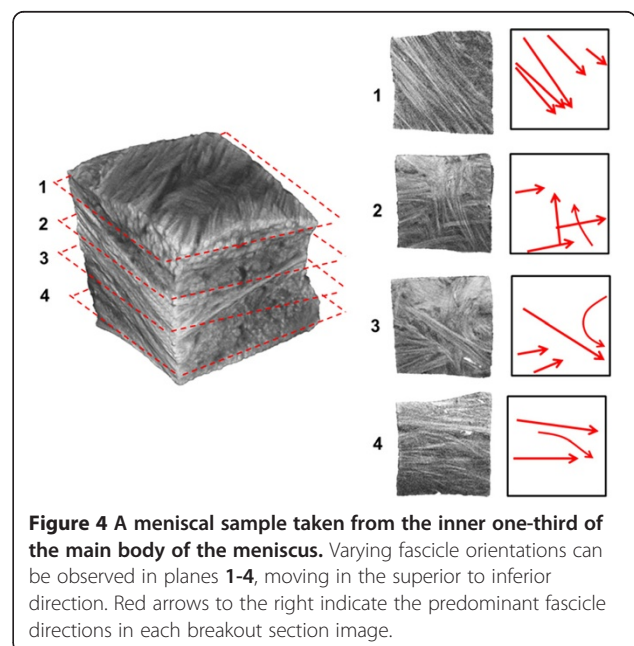 1
2
3
4
1
2
3
4
Figure 4 A meniscal sample taken from the inner one-third of
the main body of the meniscus. Varying fascicle orientations can
be observed in planes 1-4, moving in the superior to inferior
direction. Red arrows to the right indicate the predominant fascicle
directions in each breakout section image.